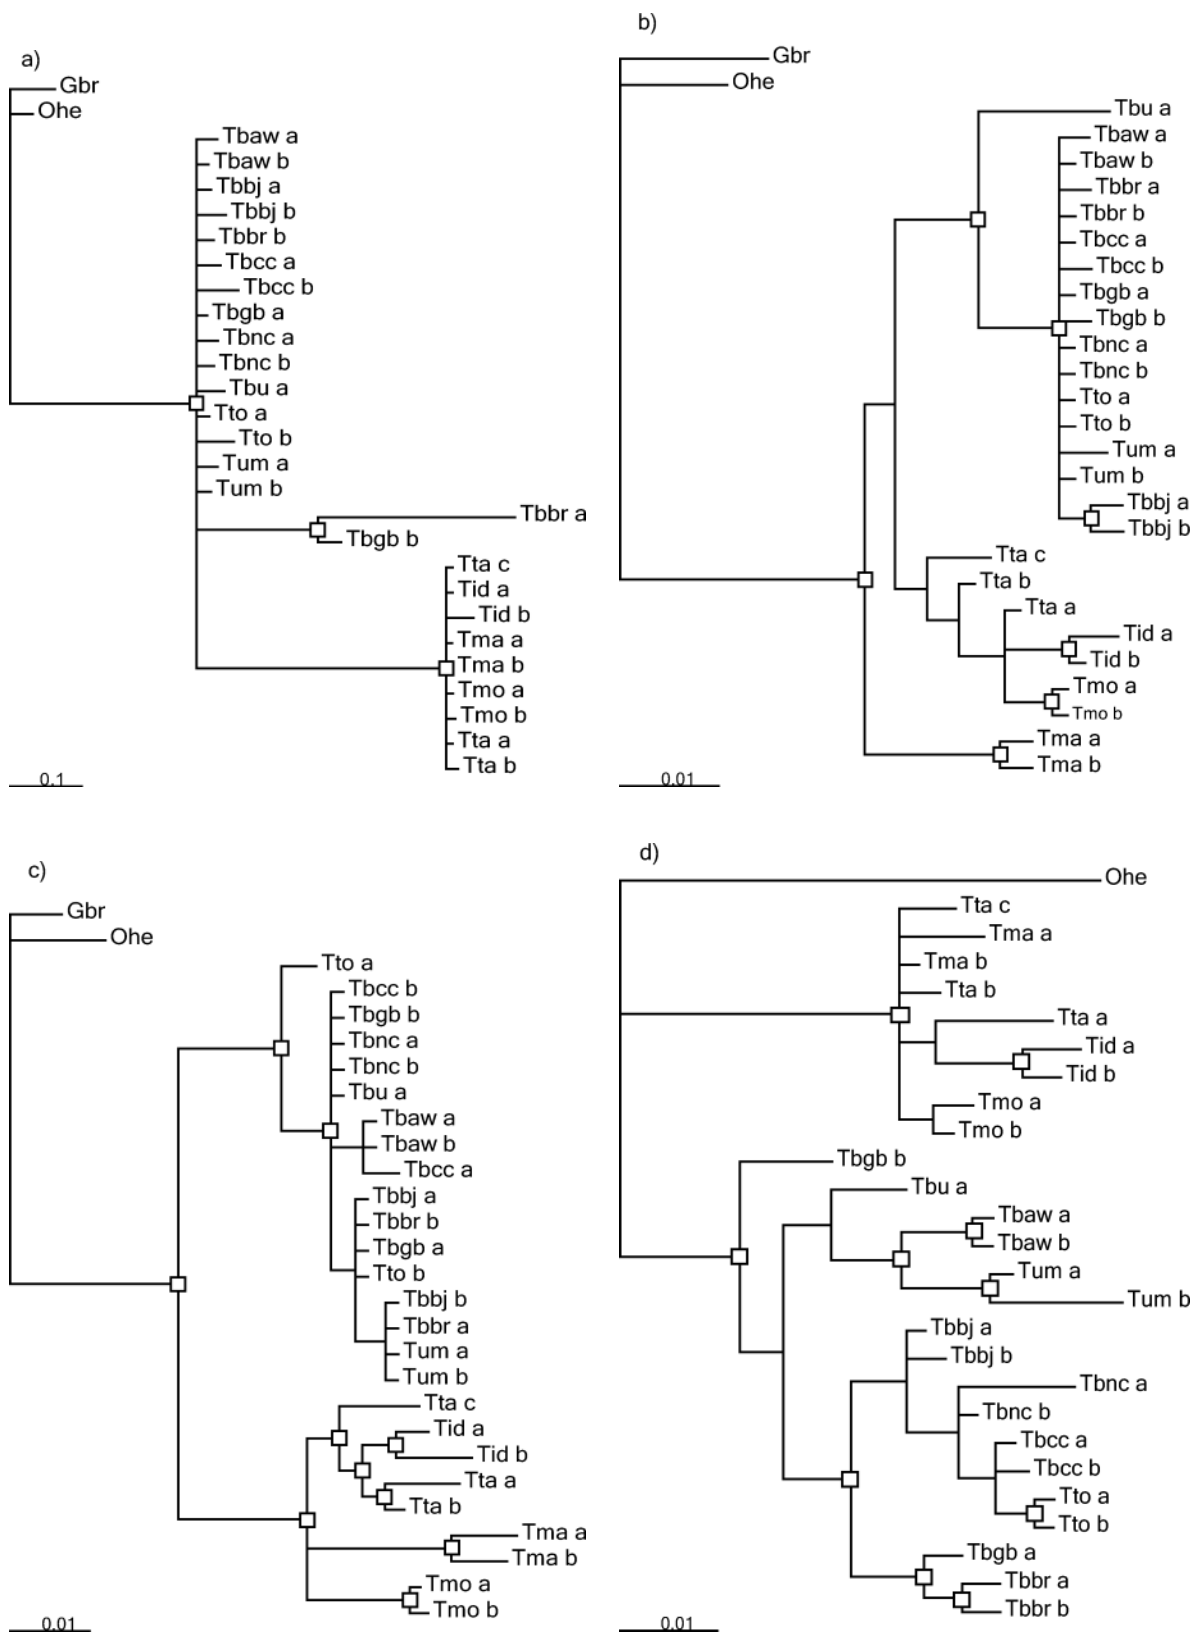 a)
Gbr
Ohe
Tbaw a
Tbaw b
Tbbj a
Tbbj b
Tbbr b
Tbcc a
Tbcc b
Tbgb a
Tbnc a
Tbnc b
Tbu a
Tto a
Tto b
Tum a
Tum b
Tbbr a
Tbgb b
Tta c
Tid a
Tid b
Tma a
Tma b
Tmo a
Tmo b
Tta a
Tta b
0.1
b)
Gbr
Ohe
Tbu a
Tbaw a
Tbaw b
Tbbr a
Tbbr b
Tbcc a
Tbcc b
Tbgb a
Tbgb b
Tbnc a
Tbnc b
Tto a
Tto b
Tum a
Tum b
Tbbj a
Tbbj b
Tta c
Tta b
Tta a
Tid a
Tid b
Tmo a
Tmo b
Tma a
Tma b
0.01
c)
Gbr
Ohe
Tto a
Tbcc b
Tbgb b
Tbnc a
Tbnc b
Tbu a
Tbaw a
Tbaw b
Tbcc a
Tbbj a
Tbbr b
Tbgb a
Tto b
Tbbj b
Tbbr a
Tum a
Tum b
Tta c
Tid a
Tid b
Tta a
Tta b
Tma a
Tma b
Tmo a
Tmo b
0.01
d)
Ohe
Tta c
Tma a
Tma b
Tta b
Tta a
Tid a
Tid b
Tmo a
Tmo b
Tbgb b
Tbu a
Tbaw a
Tbaw b
Tum a
Tum b
Tbbj a
Tbbj b
Tbnc a
Tbnc b
Tbcc a
Tbcc b
Tto a
Tto b
Tbgb a
Tbbr a
Tbbr b
0.01